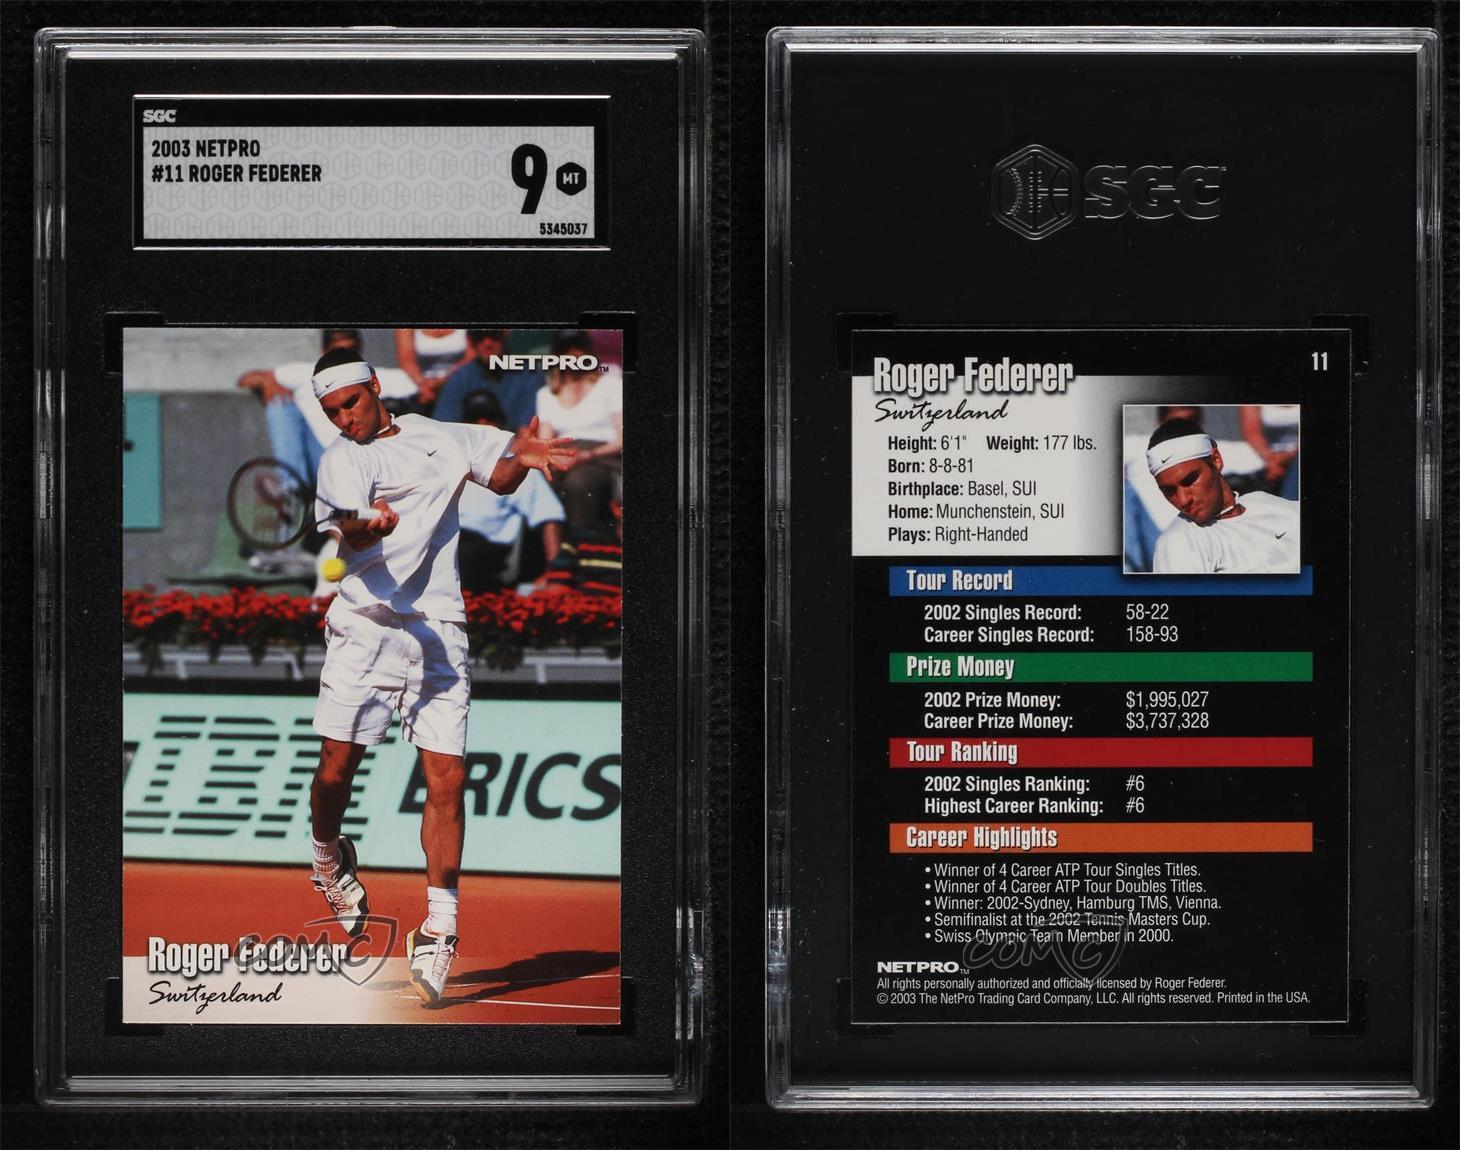 SGC
2003 NETPRO
#11 ROGER FEDERER
9 MT
5345037
NETPRO™
IBM ERICS
Roger Federer
Switzerland
COMC
SGC
Roger Federer
11
Switzerland
Height: 6'1" Weight: 177 lbs.
Born: 8-8-81
Birthplace: Basel, SUI
Home: Munchenstein, SUI
Plays: Right-Handed
Tour Record
2002 Singles Record: 58-22
Career Singles Record: 158-93
Prize Money
2002 Prize Money: $1,995,027
Career Prize Money: $3,737,328
Tour Ranking
2002 Singles Ranking: #6
Highest Career Ranking: #6
Career Highlights
• Winner of 4 Career ATP Tour Singles Titles.
• Winner of 4 Career ATP Tour Doubles Titles.
• Winner: 2002-Sydney, Hamburg TMS, Vienna.
• Semifinalist at the 2002 Tennis Masters Cup.
• Swiss Olympic Team Member in 2000.
COMC
NETPRO™
All rights personally authorized and officially licensed by Roger Federer.
© 2003 The NetPro Trading Card Company, LLC. All rights reserved. Printed in the USA.